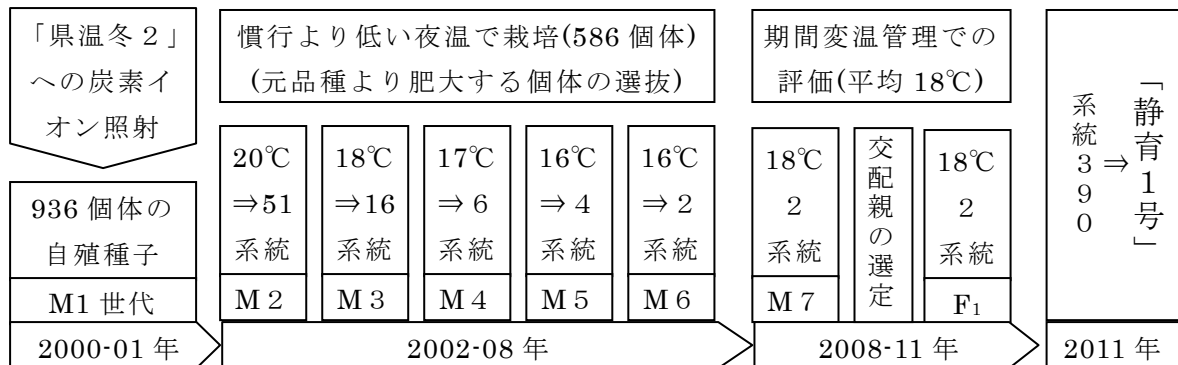 「県温冬２」
への炭素イ
オン照射
936 個体の
自殖種子
M1 世代
2000-01 年
慣行より低い夜温で栽培(586 個体)
(元品種より肥大する個体の選抜)
20℃
⇒51
系統
M２
18℃
⇒16
系統
M３
17℃
⇒６
系統
M４
16℃
⇒４
系統
M５
16℃
⇒２
系統
M６
2002-08 年
期間変温管理での
評価(平均 18℃)
18℃
２
系統
M７
交配親の選定
18℃
２
系統
F₁
2008-11 年
系統３９０
⇒
「静育１号」
2011 年